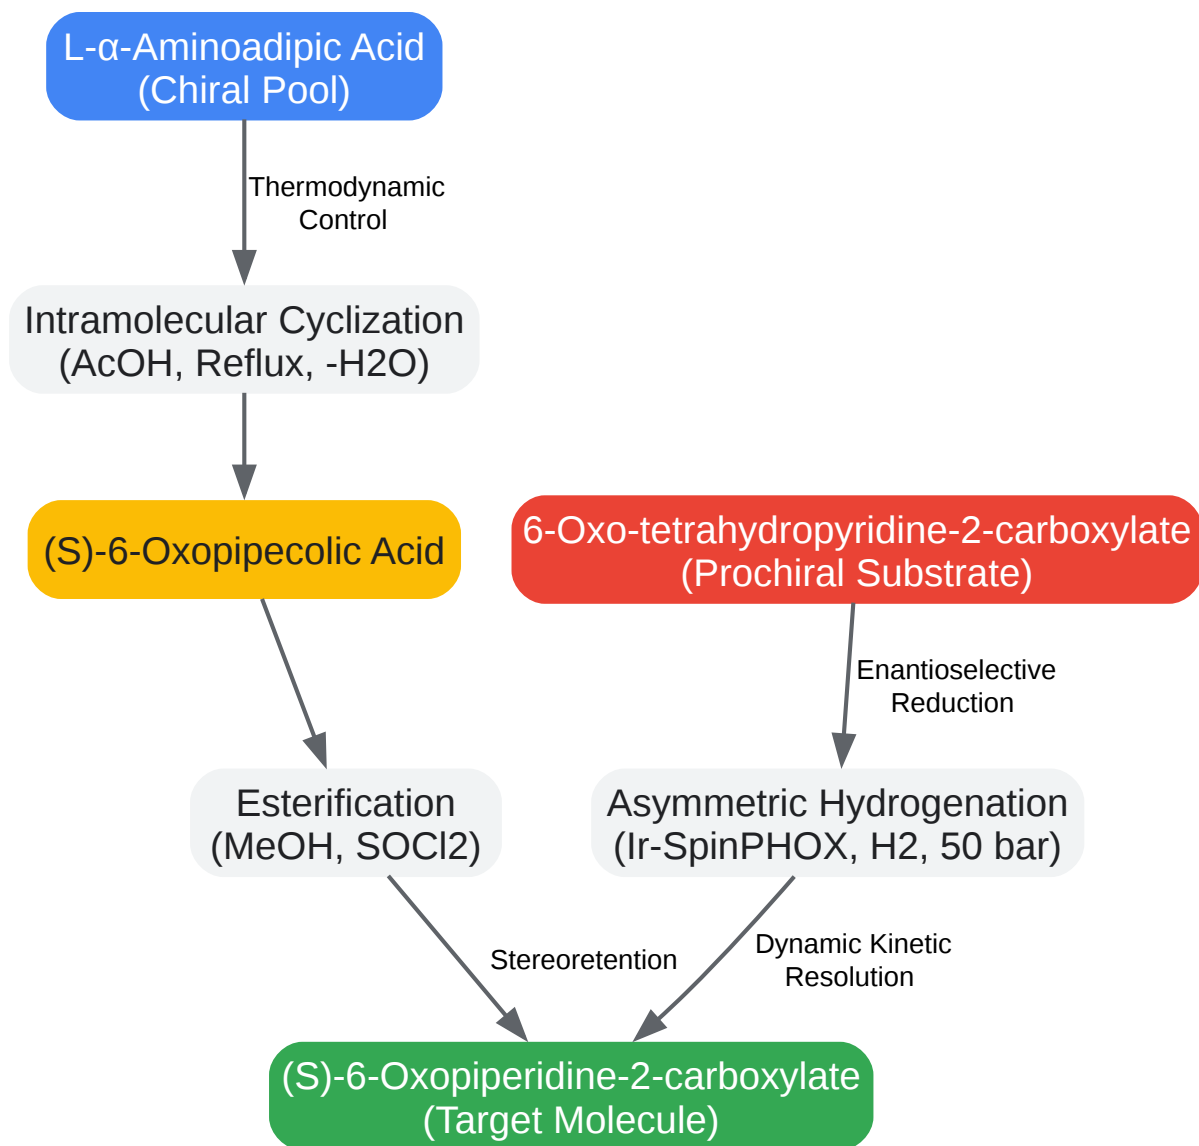 L-α-Aminoadipic Acid
(Chiral Pool)
Thermodynamic
Control
Intramolecular Cyclization
(AcOH, Reflux, -H2O)
(S)-6-Oxopipecolic Acid
6-Oxo-tetrahydropyridine-2-carboxylate
(Prochiral Substrate)
Enantioselective
Reduction
Esterification
(MeOH, SOCl2)
Asymmetric Hydrogenation
(Ir-SpinPHOX, H2, 50 bar)
Stereoretention
Dynamic Kinetic
Resolution
(S)-6-Oxopiperidine-2-carboxylate
(Target Molecule)